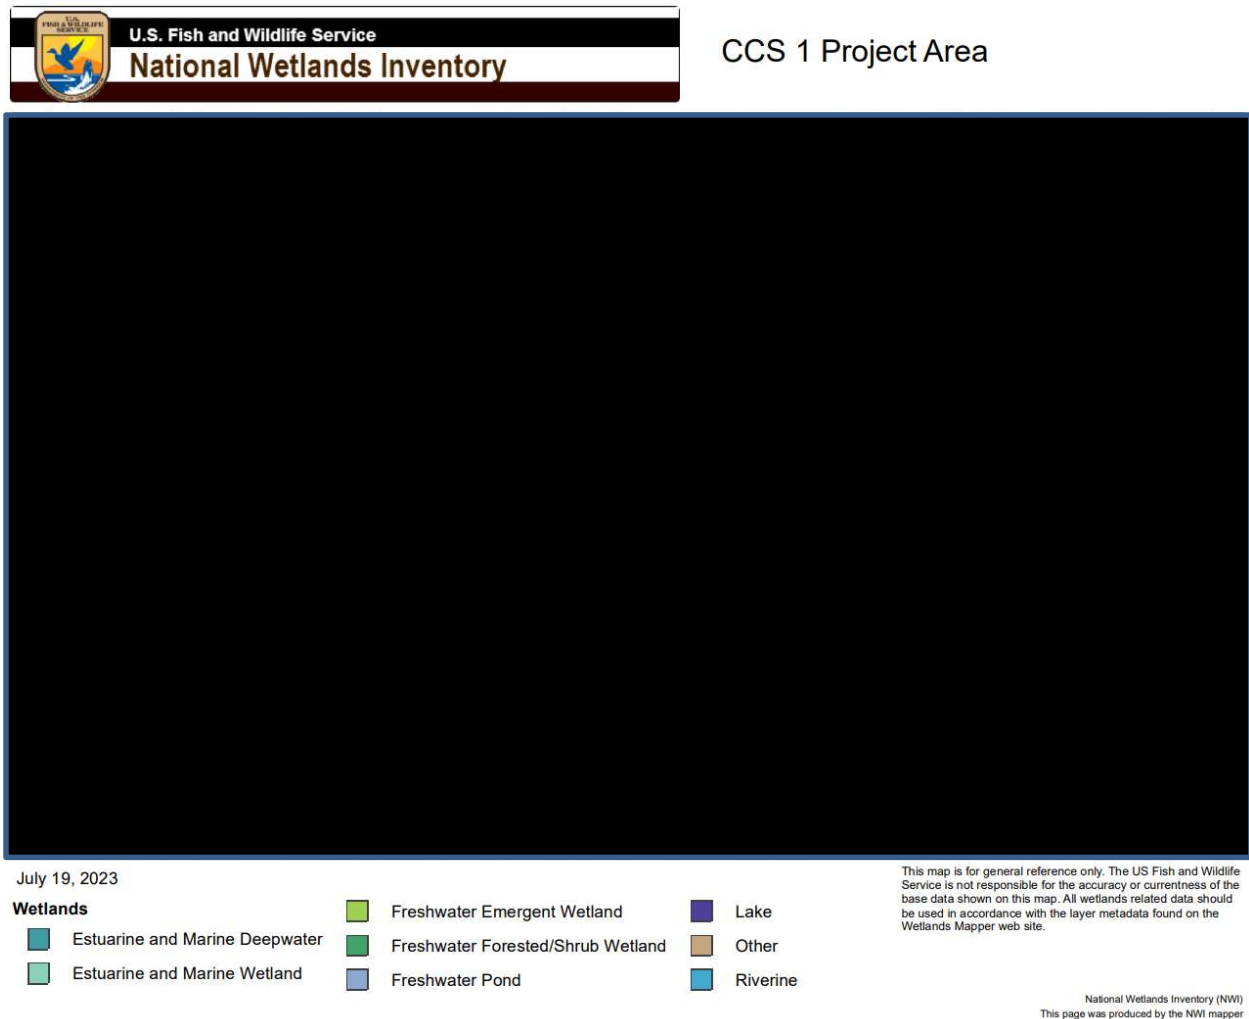 U.S.
FISH & WILDLIFE
SERVICE
U.S. Fish and Wildlife Service
National Wetlands Inventory
CCS 1 Project Area
July 19, 2023
Wetlands
Estuarine and Marine Deepwater
Estuarine and Marine Wetland
Freshwater Emergent Wetland
Freshwater Forested/Shrub Wetland
Freshwater Pond
Lake
Other
Riverine
This map is for general reference only. The US Fish and Wildlife
Service is not responsible for the accuracy or currentness of the
base data shown on this map. All wetlands related data should
be used in accordance with the layer metadata found on the
Wetlands Mapper web site.
National Wetlands Inventory (NWI)
This page was produced by the NWI mapper